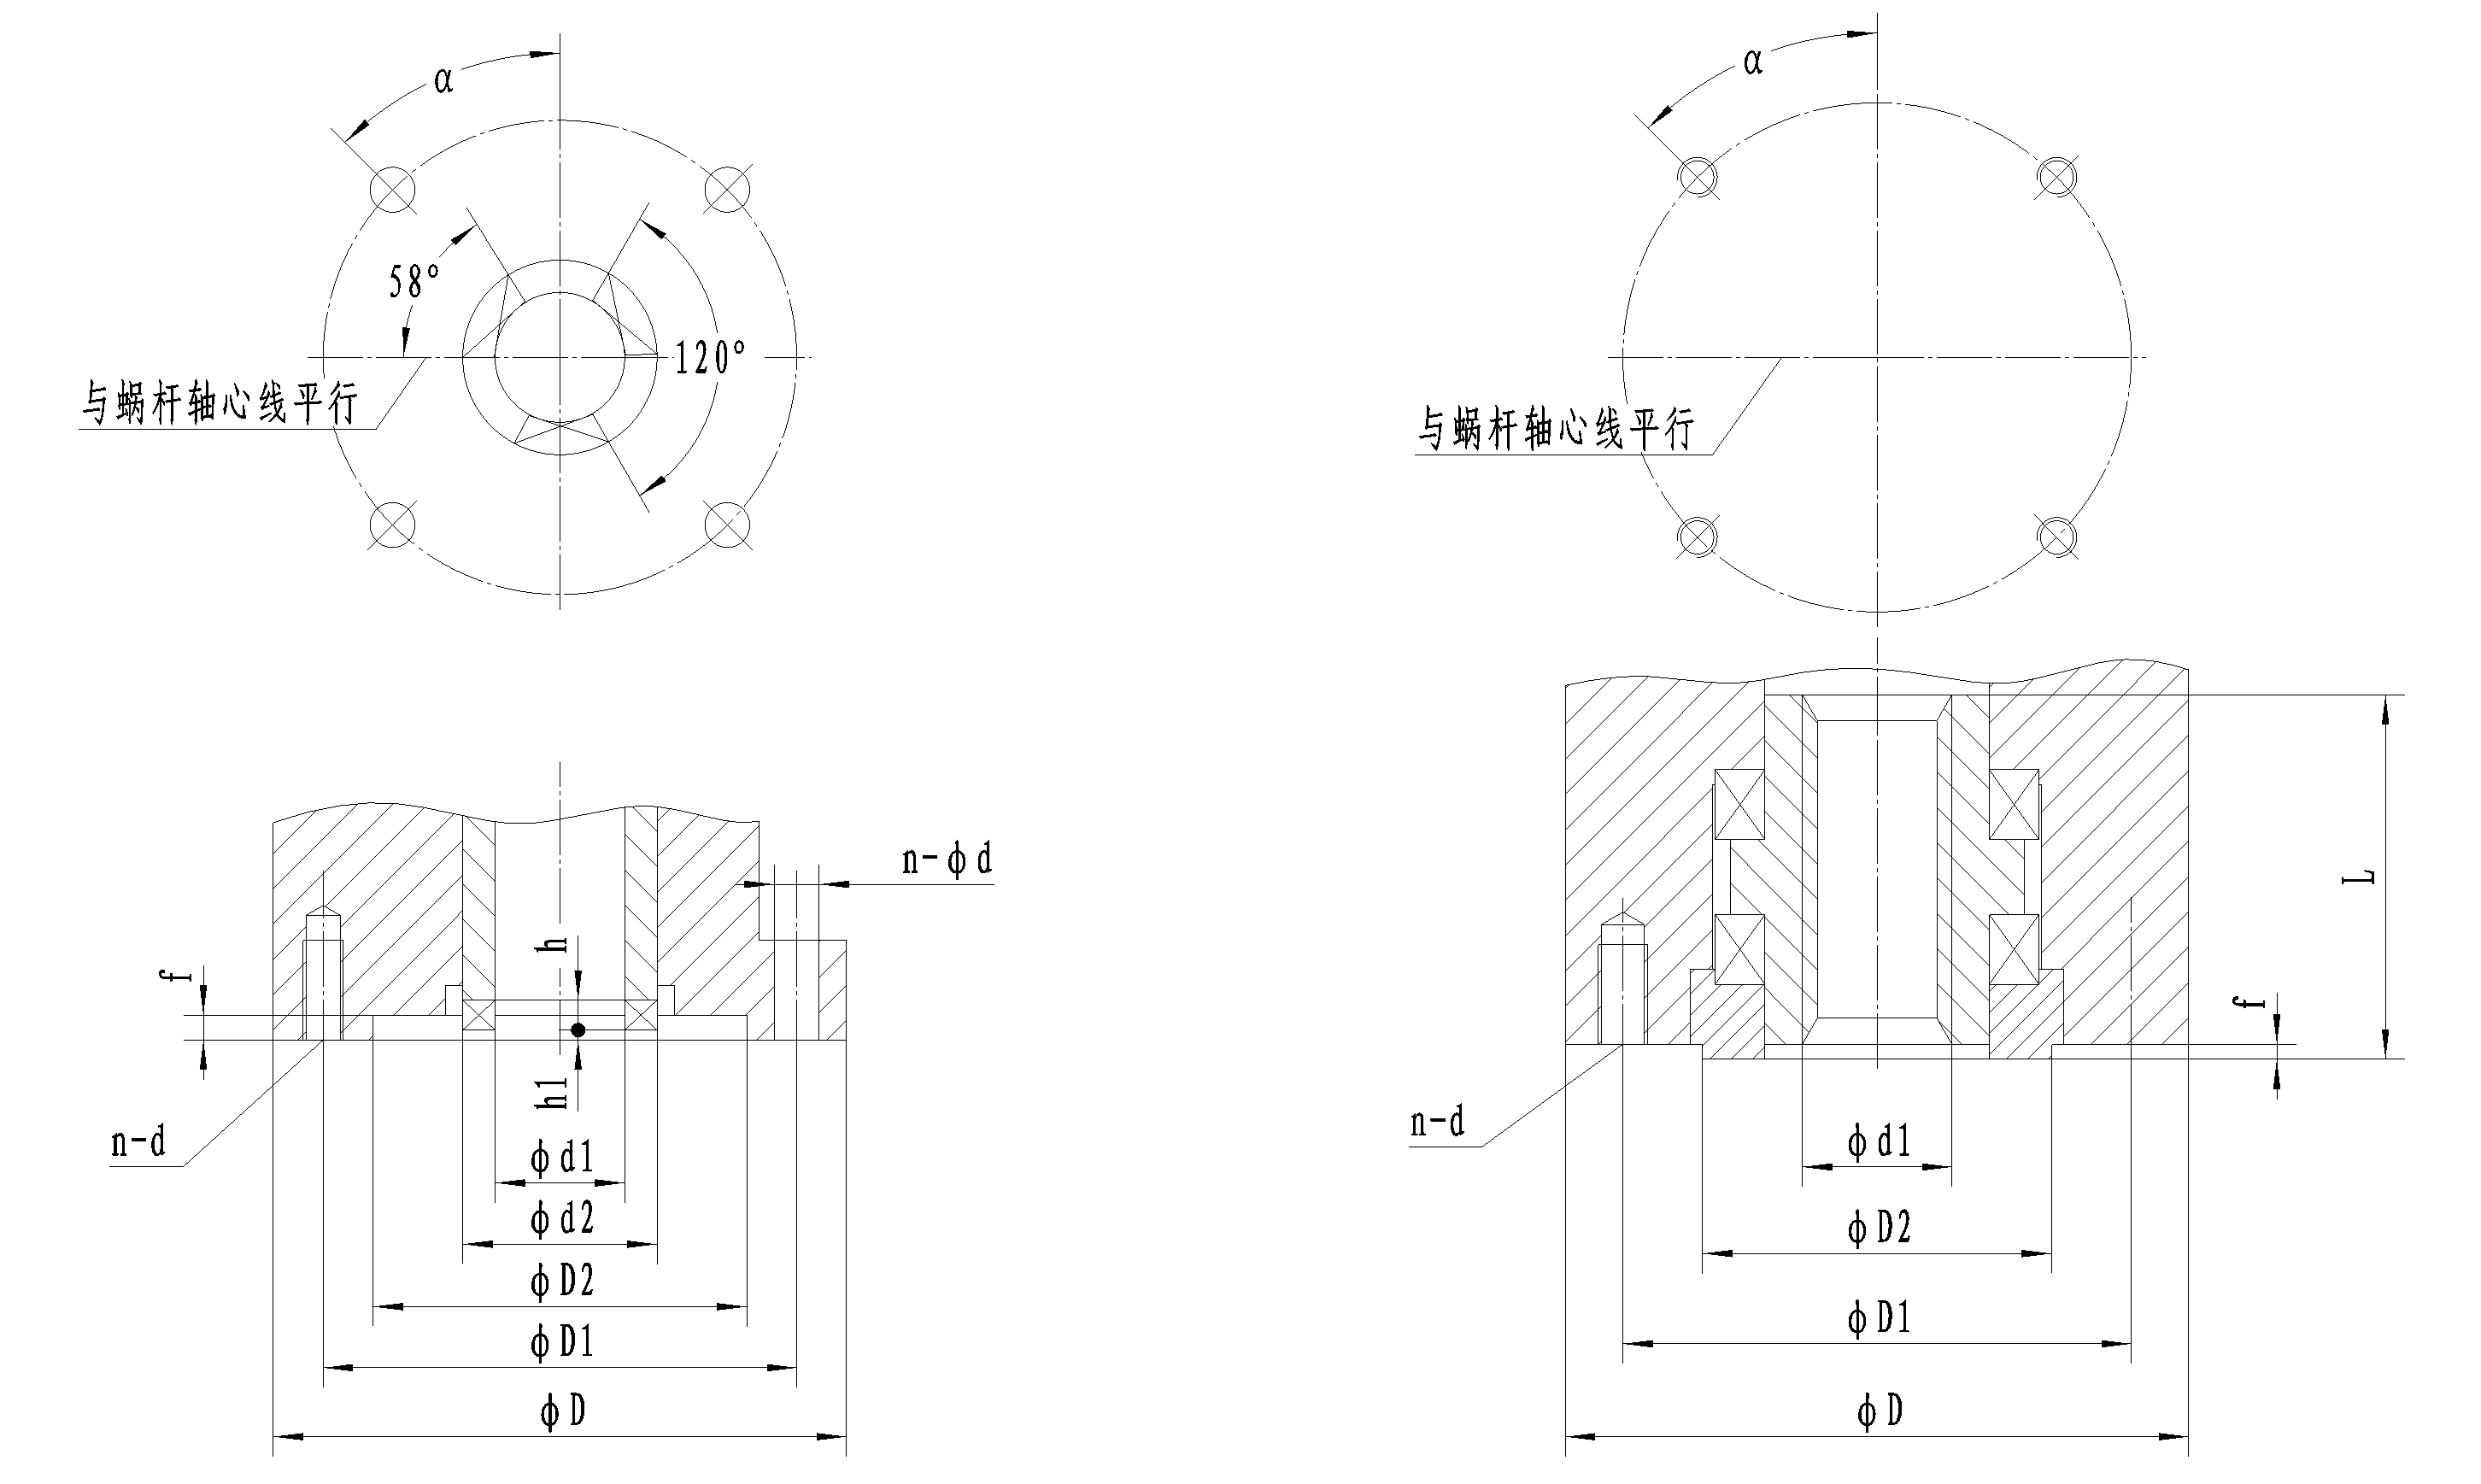 α
58°
120°
与蜗杆轴心线平行
n-ϕd
h
f
h1
n-d
ϕd1
ϕd2
ϕD2
ϕD1
ϕD
α
与蜗杆轴心线平行
L
f
n-d
ϕd1
ϕD2
ϕD1
ϕD